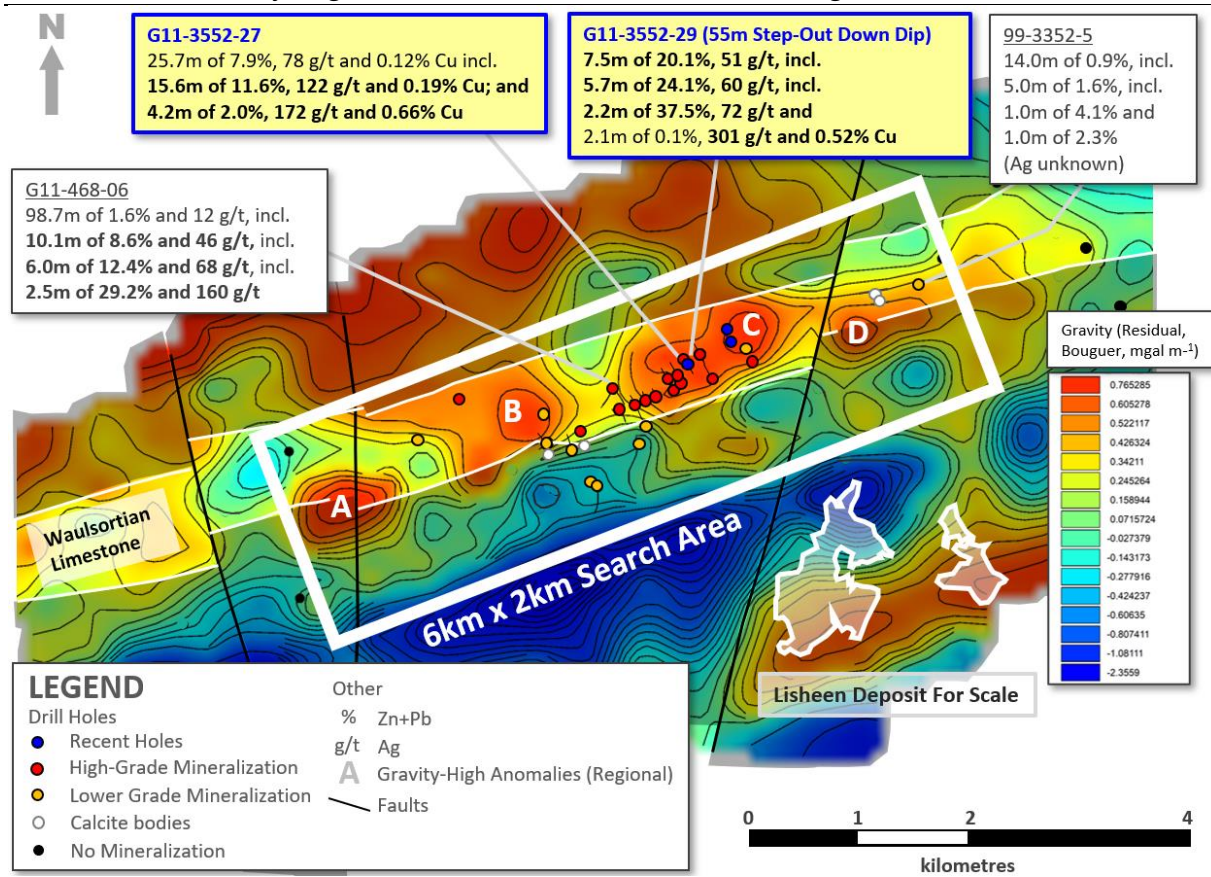 N
G11-3552-27
25.7m of 7.9%, 78 g/t and 0.12% Cu incl.
15.6m of 11.6%, 122 g/t and 0.19% Cu; and
4.2m of 2.0%, 172 g/t and 0.66% Cu
G11-3552-29 (55m Step-Out Down Dip)
7.5m of 20.1%, 51 g/t, incl.
5.7m of 24.1%, 60 g/t, incl.
2.2m of 37.5%, 72 g/t and
2.1m of 0.1%, 301 g/t and 0.52% Cu
99-3352-5
14.0m of 0.9%, incl.
5.0m of 1.6%, incl.
1.0m of 4.1% and
1.0m of 2.3%
(Ag unknown)
G11-468-06
98.7m of 1.6% and 12 g/t, incl.
10.1m of 8.6% and 46 g/t, incl.
6.0m of 12.4% and 68 g/t, incl.
2.5m of 29.2% and 160 g/t
A
B
C
D
Waulsortian
Limestone
6km x 2km Search Area
Lisheen Deposit For Scale
Gravity (Residual,
Bouguer, mgal m-1)
0.765285
0.605278
0.522117
0.426324
0.34211
0.245264
0.158944
0.0715724
-0.027379
-0.143173
-0.277916
-0.424237
-0.60635
-0.807411
-1.08111
-2.3559
LEGEND
Drill Holes
Recent Holes
High-Grade Mineralization
Lower Grade Mineralization
Calcite bodies
No Mineralization
Other
% Zn+Pb
g/t Ag
A Gravity-High Anomalies (Regional)
Faults
0 1 2 4
kilometres